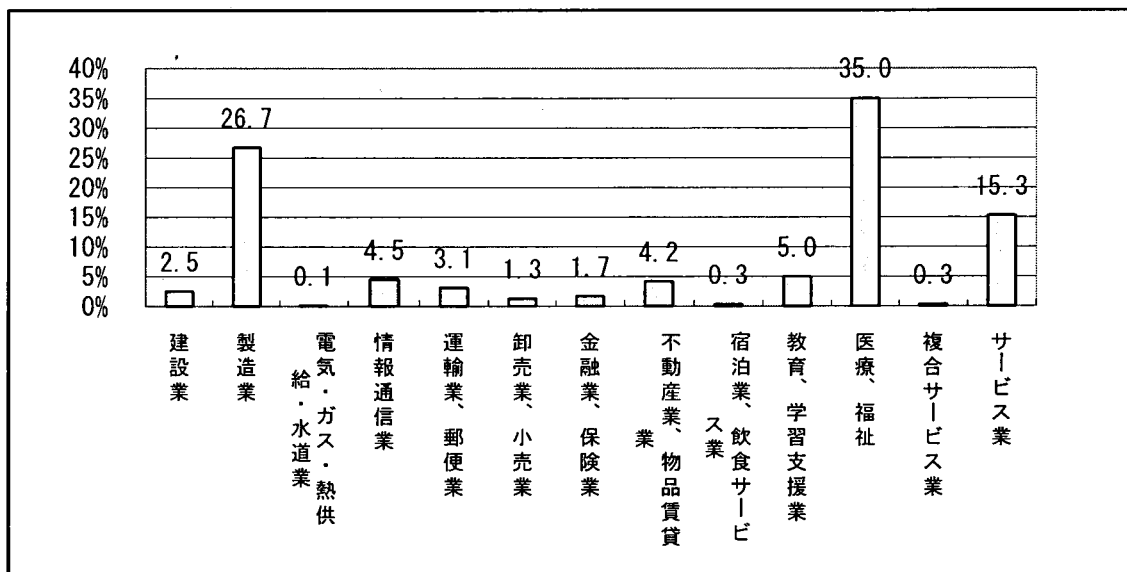 40%
35%
30%
25%
20%
15%
10%
5%
0%
2.5
26.7
0.1
4.5
3.1
1.3
1.7
4.2
0.3
5.0
35.0
0.3
15.3
建設業
製造業
電気・ガス・熱供
給・水道業
情報通信業
運輸業、郵便業
卸売業、小売業
金融業、保険業
不動産業、物品賃貸
業
宿泊業、飲食サービ
ス業
教育、学習支援業
医療、福祉
複合サービス業
サービス業